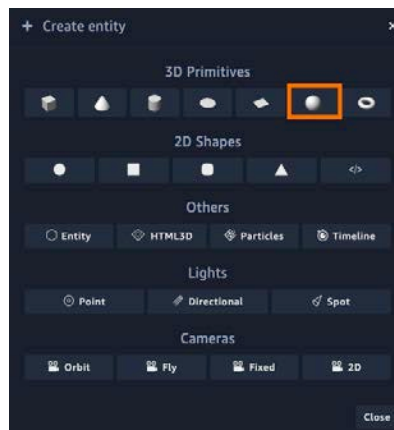 + Create entity
3D Primitives
2D Shapes
</>
Others
Entity HTML3D Particles Timeline
Lights
Point Directional Spot
Cameras
Orbit Fly Fixed 2D
Close